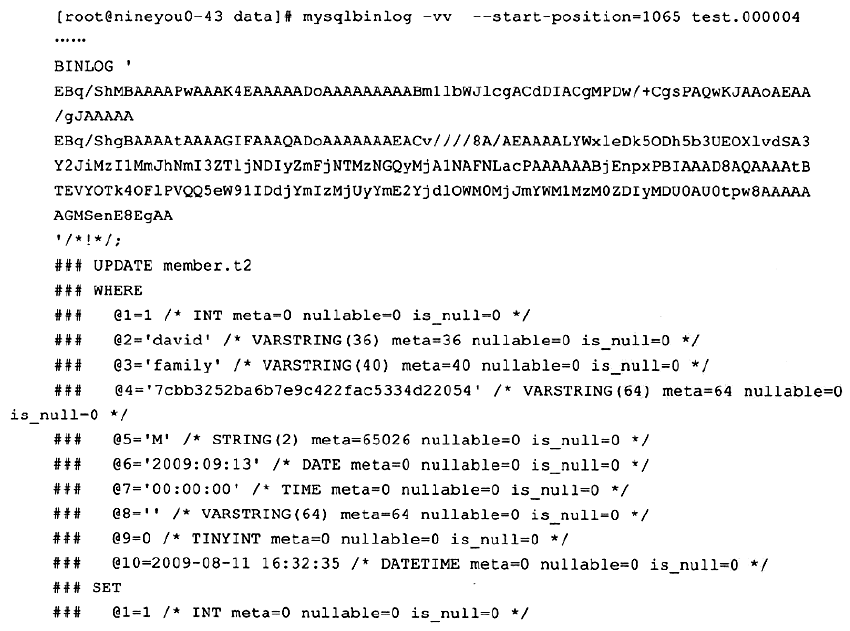 [root@nineyou0-43 data]# mysqlbinlog -vv --start-position=1065 test.000004
……
BINLOG '
EBq/ShMBAAAAPwAAAK4EAAAAADoAAAAAAAAABm1lbWJlcgACdDIACgMPDw/+CgsPAQwKJAAoAEAA
/gJAAAAA
EBq/ShgBAAAAtAAAAGIFAAAQADoAAAAAAAEACv////8A/AEAAAALYWxleDk5ODh5b3UEOXlvdSA3
Y2JiMzI1MmJhNmI3ZTljNDIyZmFjNTMzNGQyMjA1NAFNLacPAAAAAABjEnpxPBIAAAD8AQAAAAtB
TEVYOTk4OFlPVQQ5eW91IDdjYmIzMjUyYmE2YjdlOWM0MjJmYWM1MzM0ZDIyMDU0AU0tpw8AAAAA
AGMSenE8EgAA
'/*!*/;
### UPDATE member.t2
### WHERE
### @1=1 /* INT meta=0 nullable=0 is_null=0 */
### @2='david' /* VARSTRING(36) meta=36 nullable=0 is_null=0 */
### @3='family' /* VARSTRING(40) meta=40 nullable=0 is_null=0 */
### @4='7cbb3252ba6b7e9c422fac5334d22054' /* VARSTRING(64) meta=64 nullable=0
is_null=0 */
### @5='M' /* STRING(2) meta=65026 nullable=0 is_null=0 */
### @6='2009:09:13' /* DATE meta=0 nullable=0 is_null=0 */
### @7='00:00:00' /* TIME meta=0 nullable=0 is_null=0 */
### @8='' /* VARSTRING(64) meta=64 nullable=0 is_null=0 */
### @9=0 /* TINYINT meta=0 nullable=0 is_null=0 */
### @10=2009-08-11 16:32:35 /* DATETIME meta=0 nullable=0 is_null=0 */
### SET
### @1=1 /* INT meta=0 nullable=0 is_null=0 */